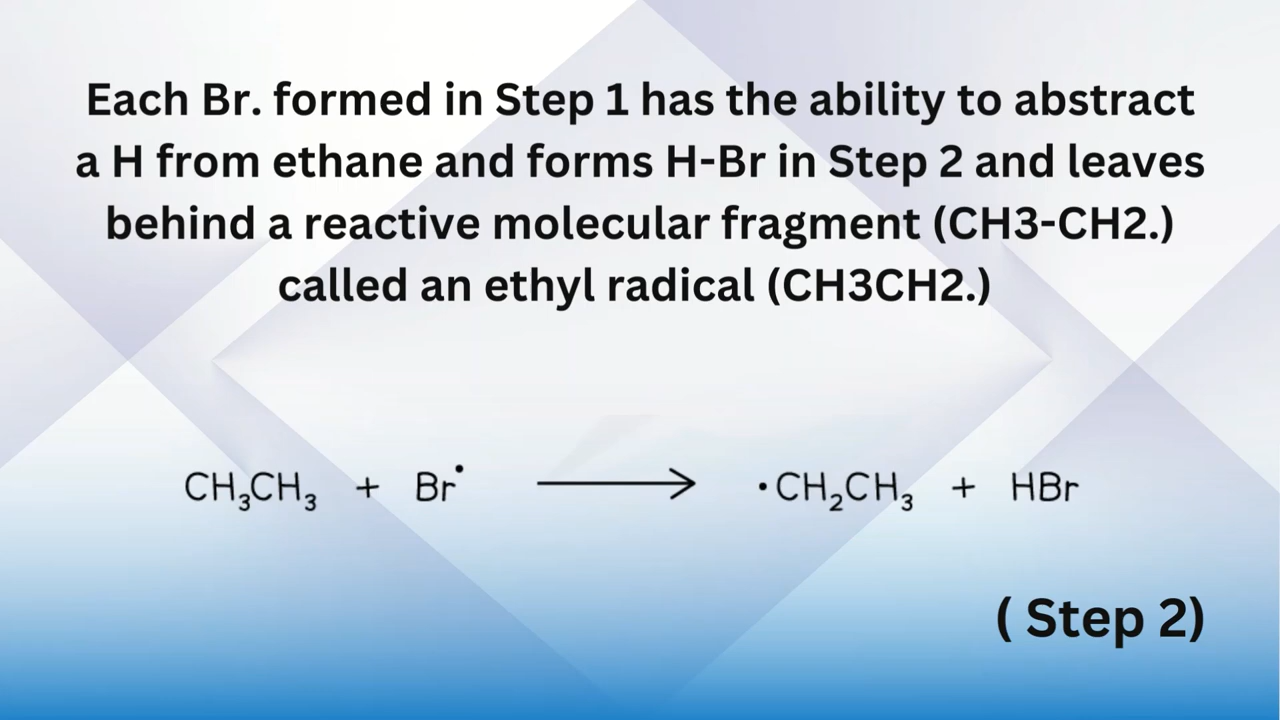 Each Br. formed in Step 1 has the ability to abstract
a H from ethane and forms H-Br in Step 2 and leaves
behind a reactive molecular fragment (CH3-CH2.)
called an ethyl radical (CH3CH2.)
CH₃CH₃ + Br˙ ⟶ ·CH₂CH₃ + HBr
( Step 2)